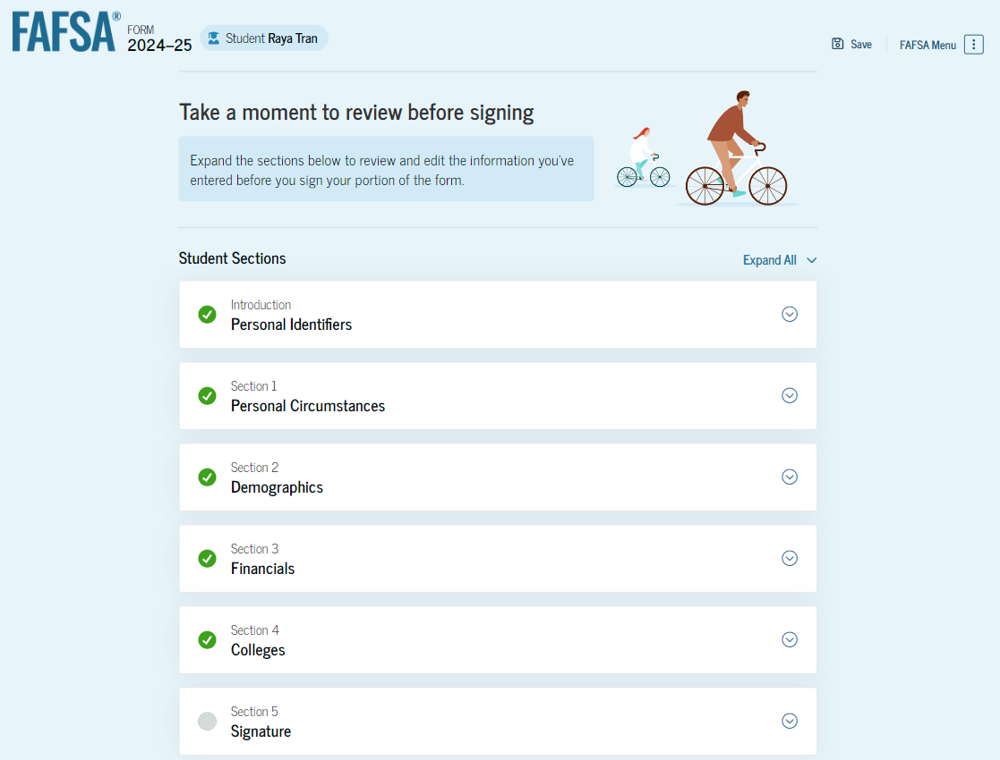 FAFSA®
FORM
2024–25
Student Raya Tran
Save
FAFSA Menu
Take a moment to review before signing
Expand the sections below to review and edit the information you've
entered before you sign your portion of the form.
Student Sections
Expand All
Introduction
Personal Identifiers
Section 1
Personal Circumstances
Section 2
Demographics
Section 3
Financials
Section 4
Colleges
Section 5
Signature